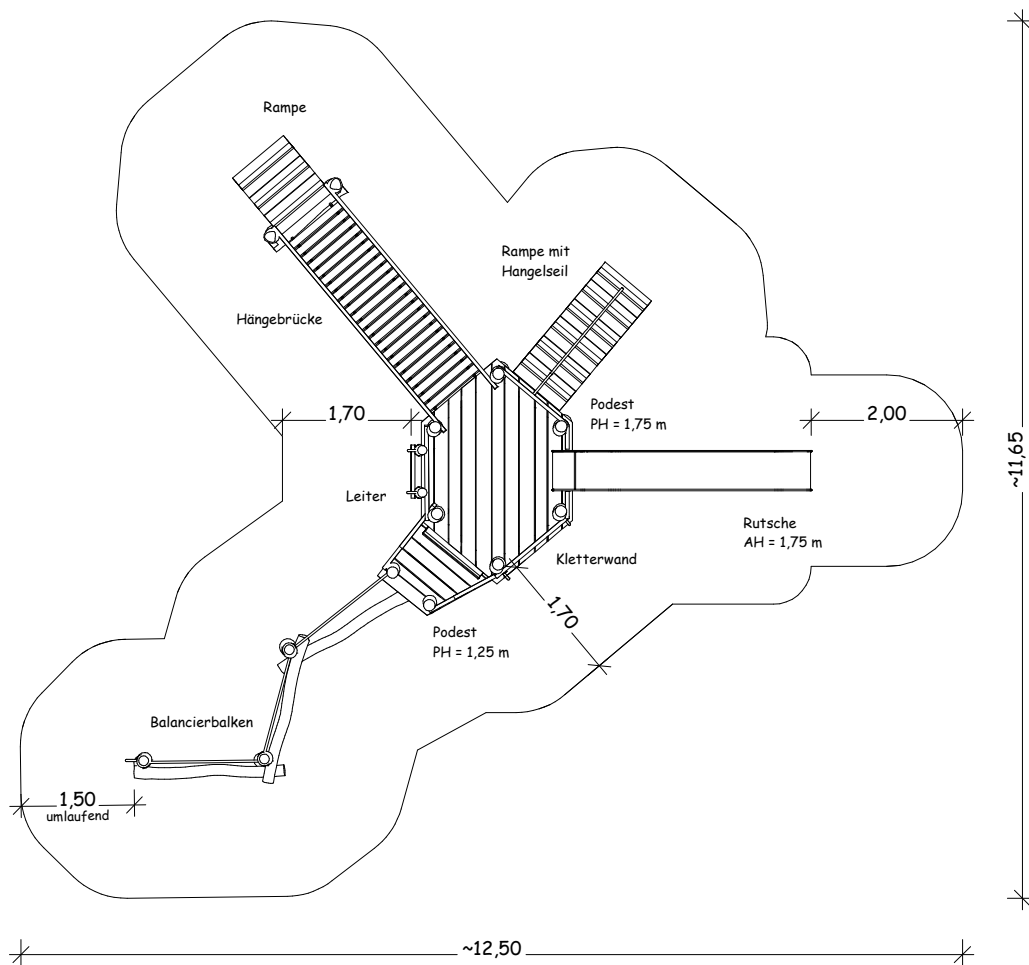 Rampe
Rampe mit
Hangelseil
Hängebrücke
1,70
Podest
PH = 1,75 m
2,00
~11,65
Leiter
Rutsche
AH = 1,75 m
Kletterwand
1,70
Podest
PH = 1,25 m
Balancierbalken
1,50
umlaufend
~12,50